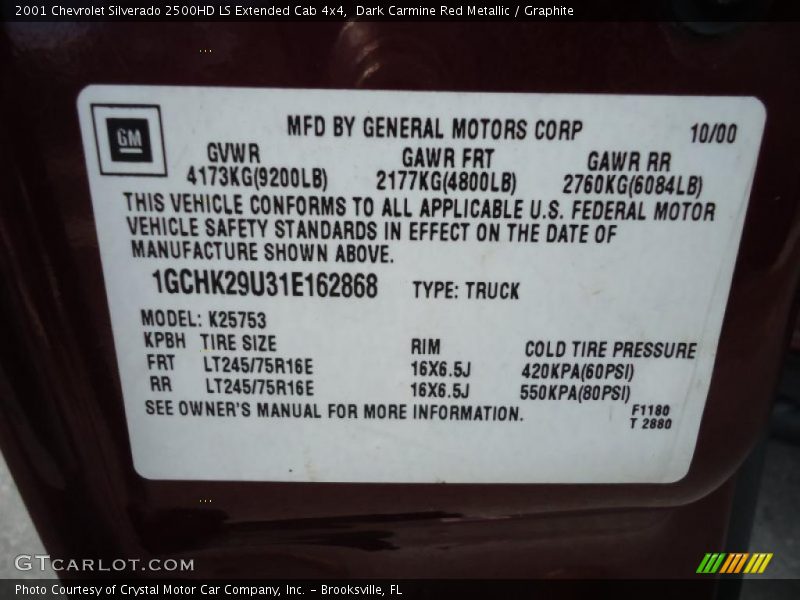 2001 Chevrolet Silverado 2500HD LS Extended Cab 4x4, Dark Carmine Red Metallic / Graphite
GM
MFD BY GENERAL MOTORS CORP 10/00
GVWR GAWR FRT GAWR RR
4173KG(9200LB) 2177KG(4800LB) 2760KG(6084LB)
THIS VEHICLE CONFORMS TO ALL APPLICABLE U.S. FEDERAL MOTOR
VEHICLE SAFETY STANDARDS IN EFFECT ON THE DATE OF
MANUFACTURE SHOWN ABOVE.
1GCHK29U31E162868 TYPE: TRUCK
MODEL: K25753
KPBH TIRE SIZE RIM COLD TIRE PRESSURE
FRT LT245/75R16E 16X6.5J 420KPA(60PSI)
RR LT245/75R16E 16X6.5J 550KPA(80PSI)
SEE OWNER'S MANUAL FOR MORE INFORMATION. F1180
T 2880
GTCARLOT.COM
Photo Courtesy of Crystal Motor Car Company, Inc. - Brooksville, FL